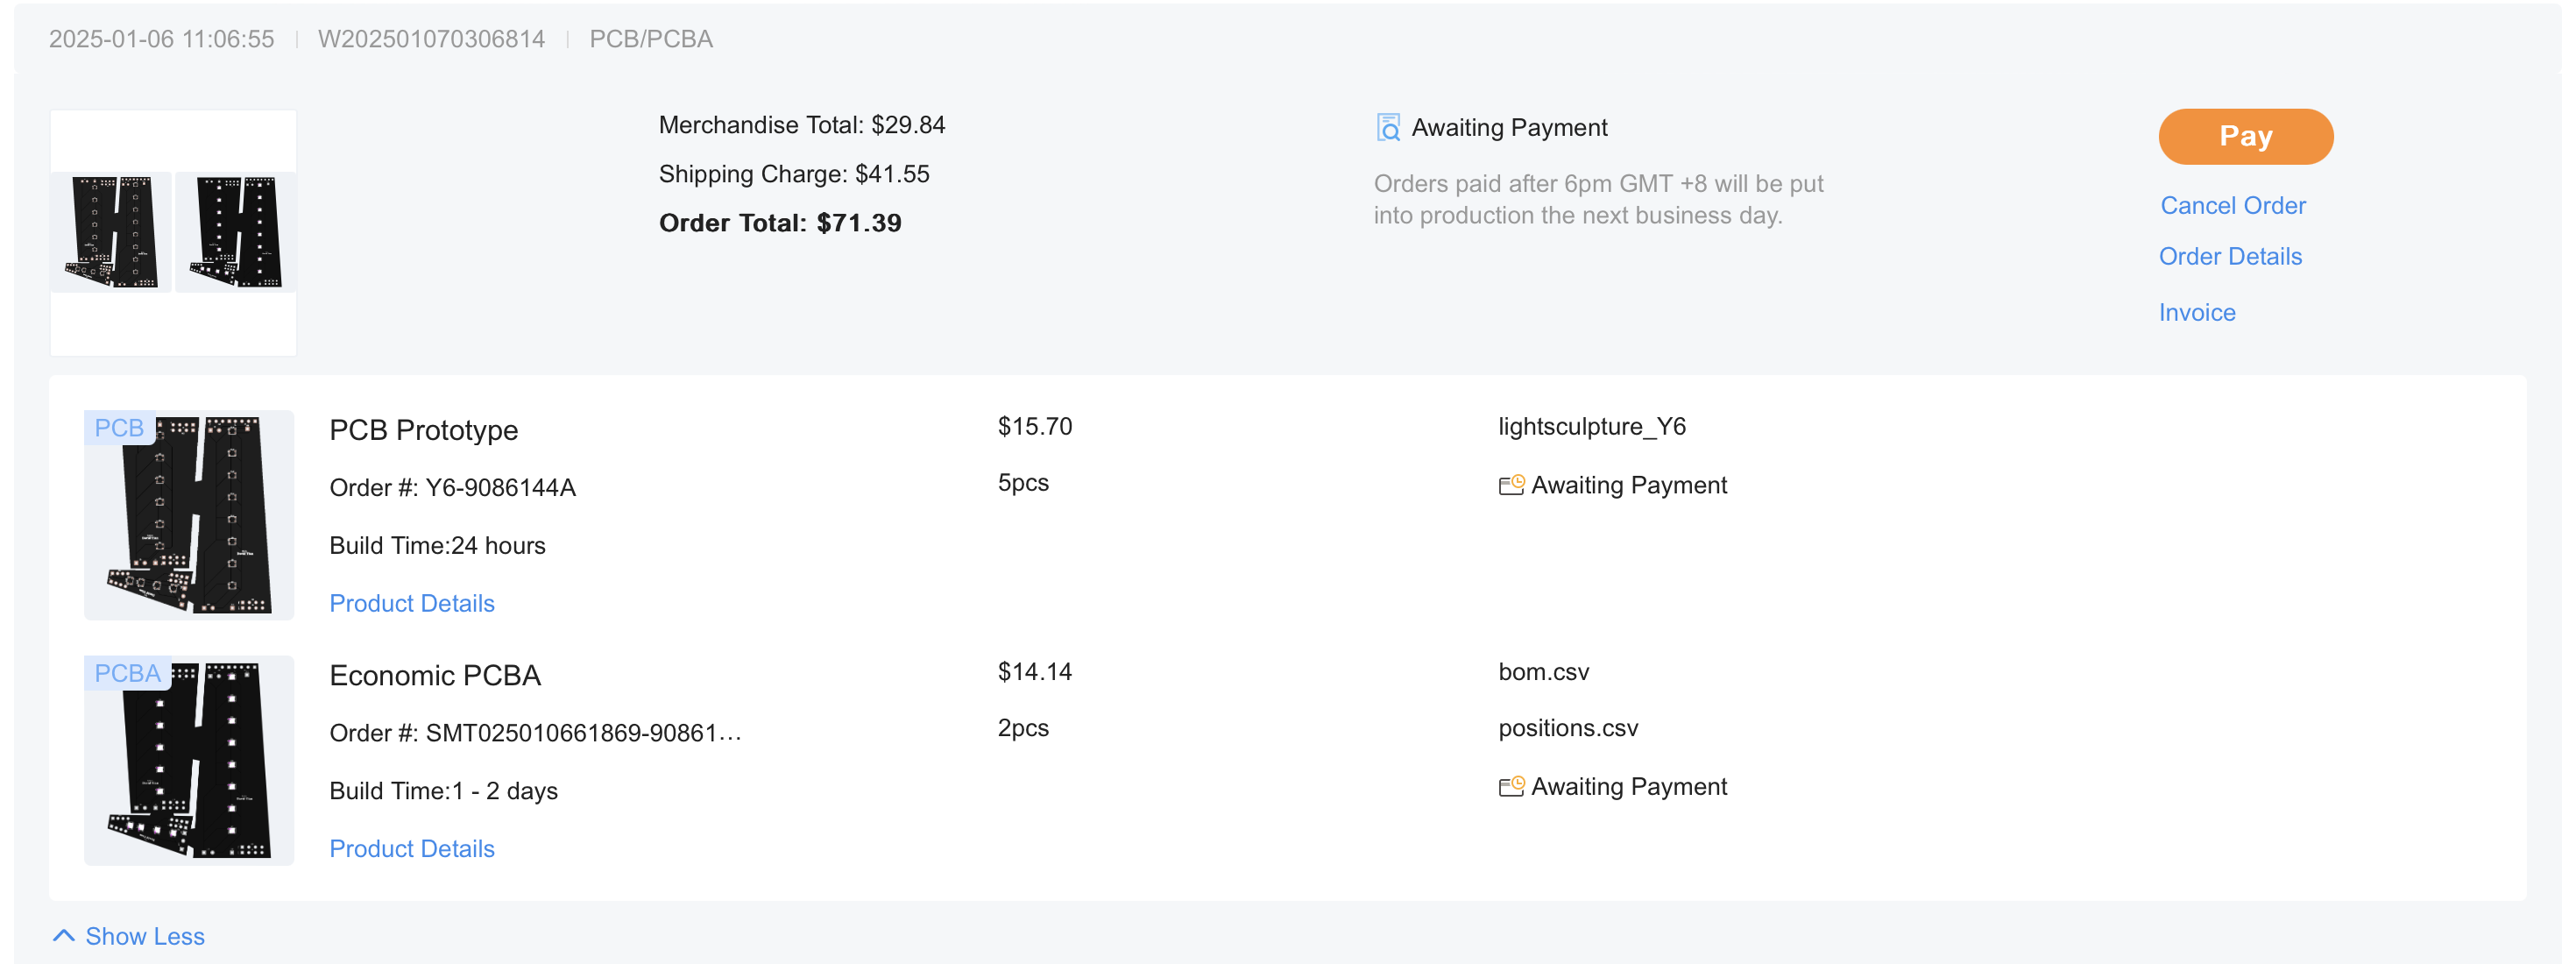 2025-01-06 11:06:55 | W202501070306814 | PCB/PCBA
Merchandise Total: $29.84
Shipping Charge: $41.55
Order Total: $71.39
Awaiting Payment
Orders paid after 6pm GMT +8 will be put
into production the next business day.
Pay
Cancel Order
Order Details
Invoice
PCB
PCB Prototype
Order #: Y6-9086144A
Build Time:24 hours
Product Details
$15.70
5pcs
lightsculpture_Y6
Awaiting Payment
PCBA
Economic PCBA
Order #: SMT025010661869-90861...
Build Time:1 - 2 days
Product Details
$14.14
2pcs
bom.csv
positions.csv
Awaiting Payment
Show Less